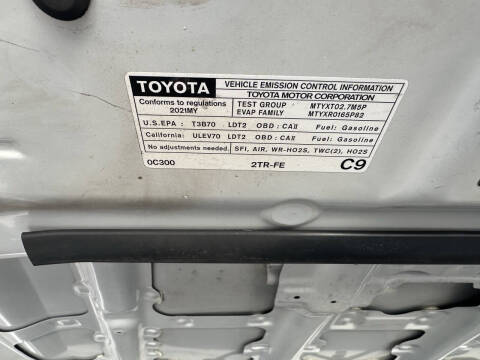 TOYOTA
VEHICLE EMISSION CONTROL INFORMATION
TOYOTA MOTOR CORPORATION
Conforms to regulations
2021MY
TEST GROUP MTYXT02.7M5P
EVAP FAMILY MTYXR0165P82
U.S.EPA : T3B70 LDT2 OBD : CAII Fuel: Gasoline
California: ULEV70 LDT2 OBD : CAII Fuel: Gasoline
No adjustments needed. SFI, AIR, WR-HO2S, TWC(2), HO2S
0C300 2TR-FE C9